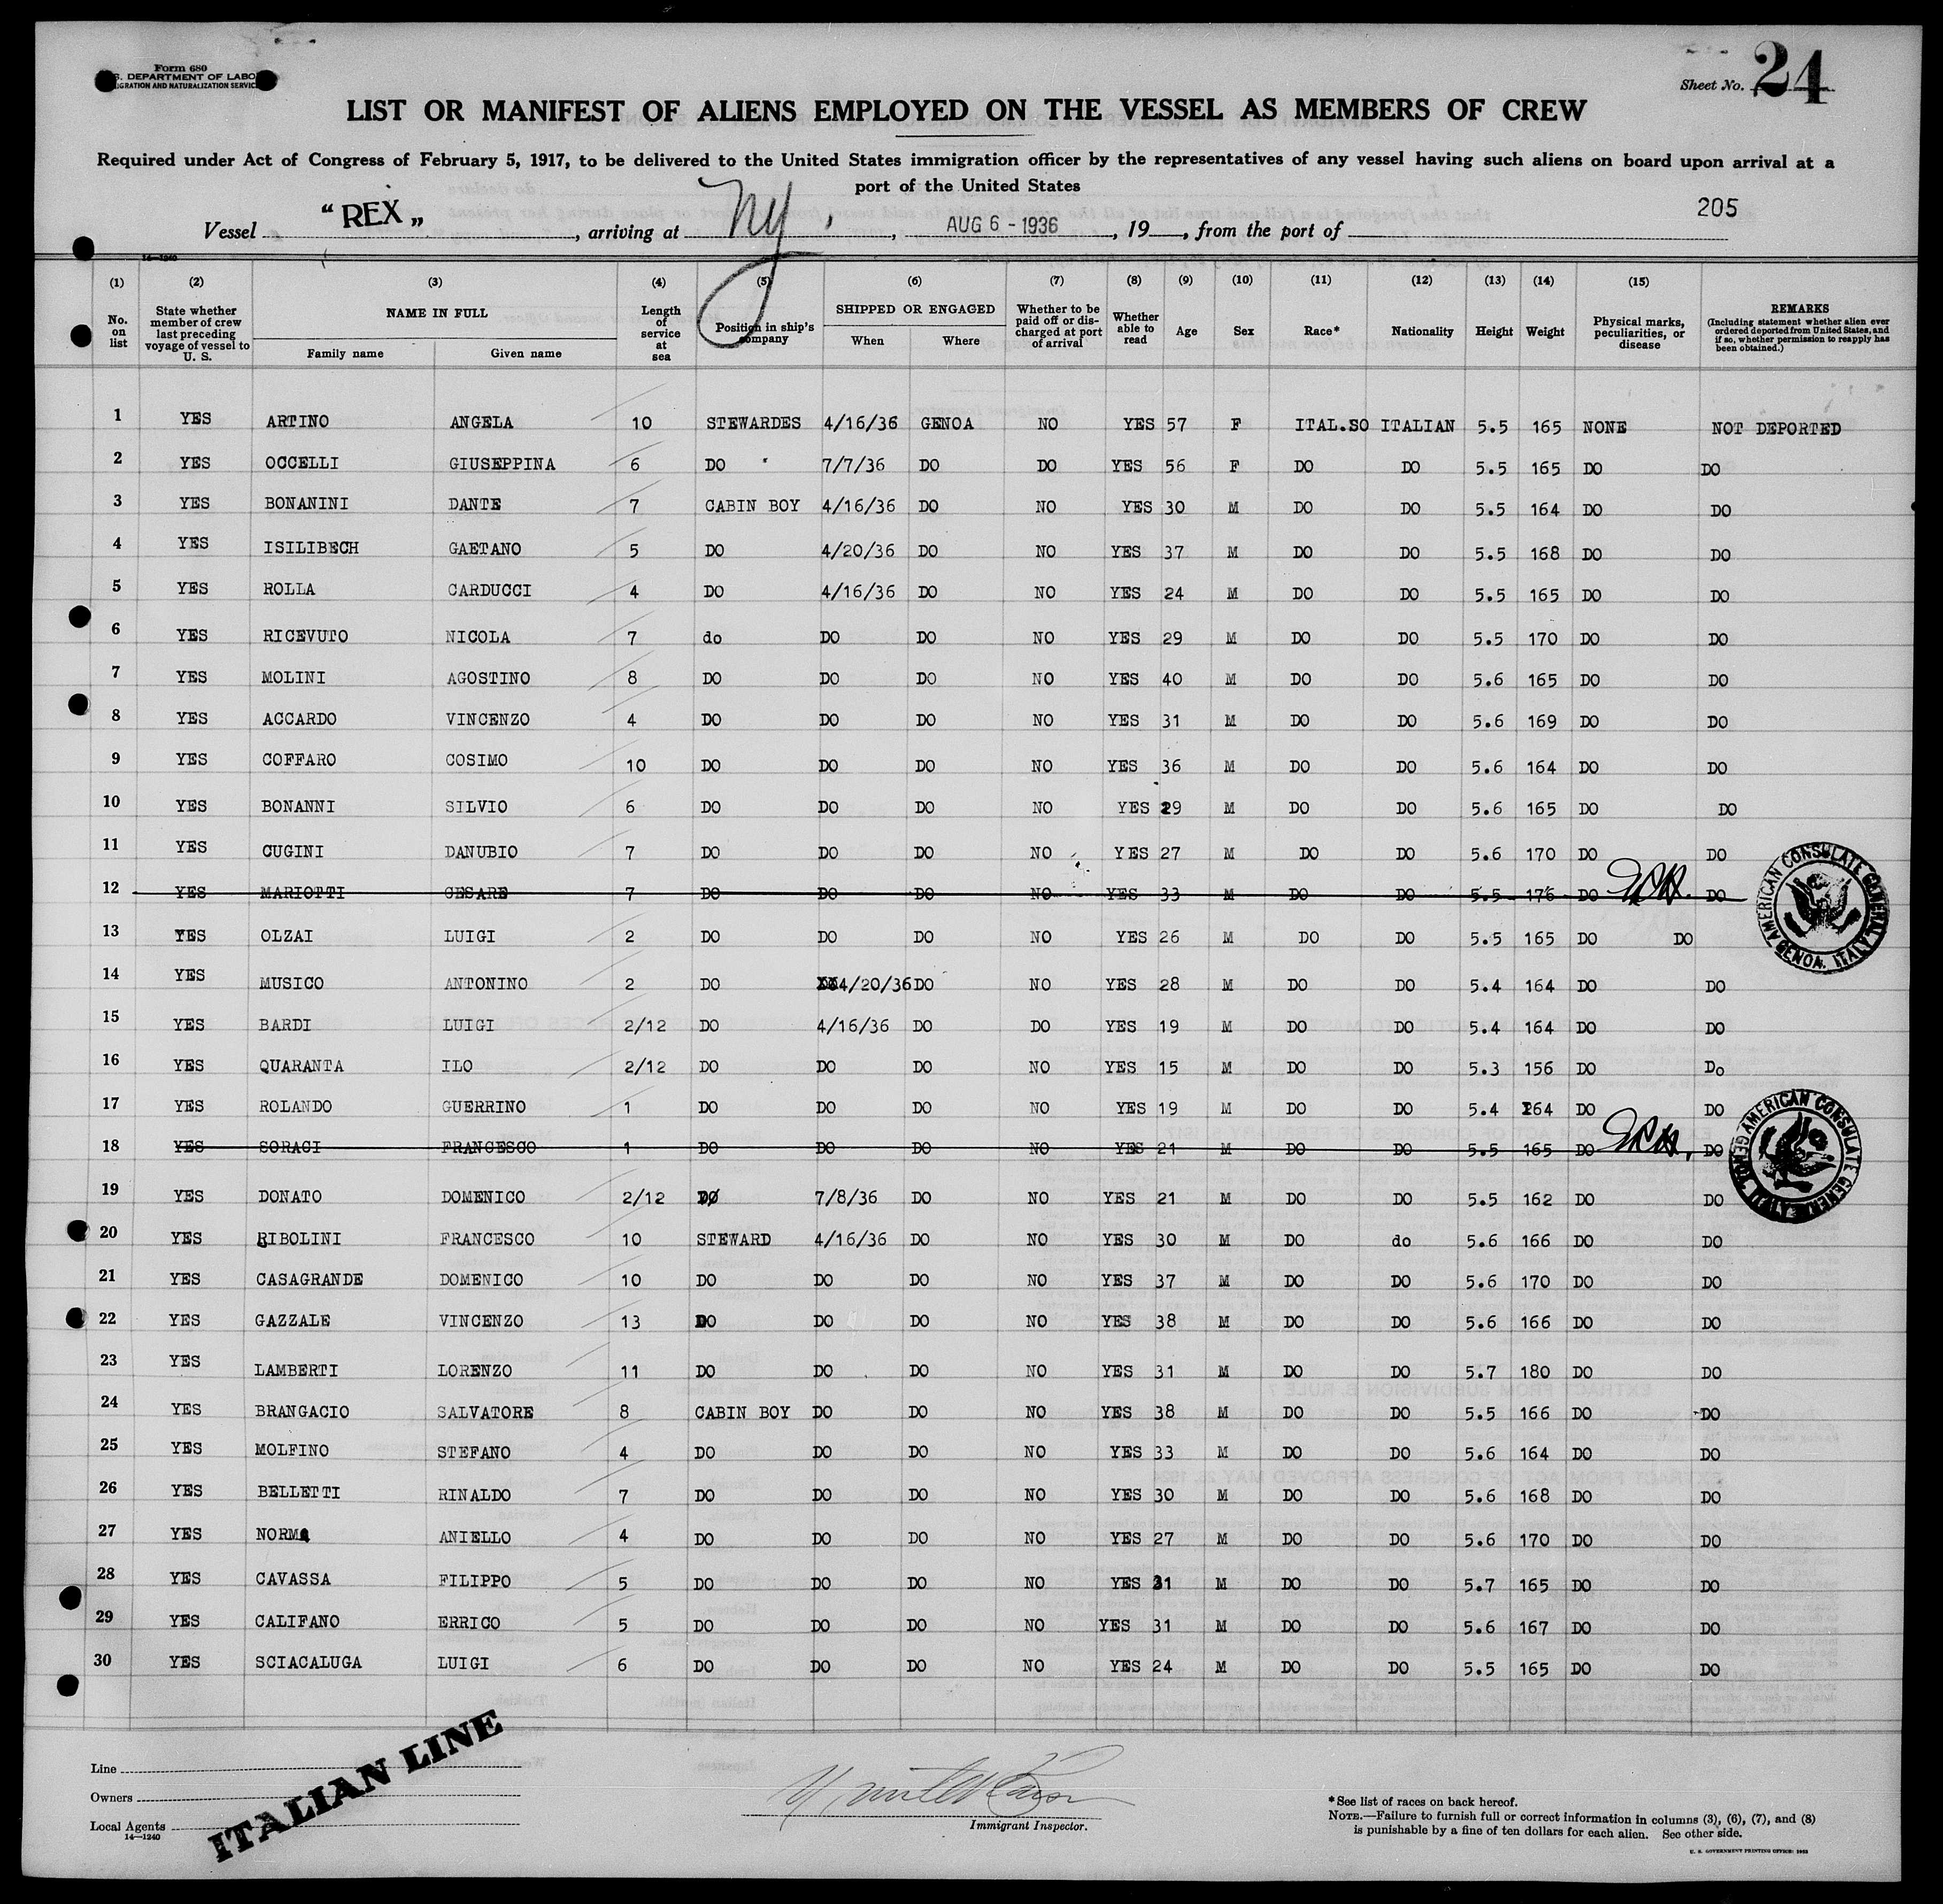 Form 680
S. DEPARTMENT OF LABO
IGRATION AND NATURALIZATION SERVIC
Sheet No. 24
LIST OR MANIFEST OF ALIENS EMPLOYED ON THE VESSEL AS MEMBERS OF CREW
Required under Act of Congress of February 5, 1917, to be delivered to the United States immigration officer by the representatives of any vessel having such aliens on board upon arrival at a
port of the United States
205
Vessel "REX", arriving at NY, AUG 6 - 1936, 19, from the port of
14—1240
(1) (2) (3) (4) (5) (6) (7) (8) (9) (10) (11) (12) (13) (14) (15)
No. on list State whether member of crew last preceding voyage of vessel to U. S. NAME IN FULL Family name Given name Length of service at sea Position in ship's company SHIPPED OR ENGAGED When Where Whether to be paid off or discharged at port of arrival Whether able to read Age Sex Race* Nationality Height Weight Physical marks, peculiarities, or disease REMARKS (Including statement whether alien ever ordered deported from United States, and if so, whether permission to reapply has been obtained.)
1 YES ARTINO ANGELA 10 STEWARDES 4/16/36 GENOA NO YES 57 F ITAL.SO ITALIAN 5.5 165 NONE NOT DEPORTED
2 YES OCCELLI GIUSEPPINA 6 DO 7/7/36 DO DO YES 56 F DO DO 5.5 165 DO DO
3 YES BONANINI DANTE 7 CABIN BOY 4/16/36 DO NO YES 30 M DO DO 5.5 164 DO DO
4 YES ISILIBECH GAETANO 5 DO 4/20/36 DO NO YES 37 M DO DO 5.5 168 DO DO
5 YES ROLLA CARDUCCI 4 DO 4/16/36 DO NO YES 24 M DO DO 5.5 165 DO DO
6 YES RICEVUTO NICOLA 7 do DO DO NO YES 29 M DO DO 5.5 170 DO DO
7 YES MOLINI AGOSTINO 8 DO DO DO NO YES 40 M DO DO 5.6 165 DO DO
8 YES ACCARDO VINCENZO 4 DO DO DO NO YES 31 M DO DO 5.6 169 DO DO
9 YES COFFARO COSIMO 10 DO DO DO NO YES 36 M DO DO 5.6 164 DO DO
10 YES BONANNI SILVIO 6 DO DO DO NO YES 29 M DO DO 5.6 165 DO DO
11 YES CUGINI DANUBIO 7 DO DO DO NO YES 27 M DO DO 5.6 170 DO DO
12 YES MARIOTTI CESARE 7 DO DO DO NO YES 33 M DO DO 5.5 176 DO DO
AMERICAN CONSULATE GENERAL GENOA, ITALY
13 YES OLZAI LUIGI 2 DO DO DO NO YES 26 M DO DO 5.5 165 DO DO
14 YES MUSICO ANTONINO 2 DO 4/20/36 DO NO YES 28 M DO DO 5.4 164 DO DO
15 YES BARDI LUIGI 2/12 DO 4/16/36 DO DO YES 19 M DO DO 5.4 164 DO DO
16 YES QUARANTA ILO 2/12 DO DO DO NO YES 15 M DO DO 5.3 156 DO Do
17 YES ROLANDO GUERRINO 1 DO DO DO NO YES 19 M DO DO 5.4 164 DO DO
18 YES SORACI FRANCESCO 1 DO DO DO NO YES 21 M DO DO 5.5 165 DO DO
AMERICAN CONSULATE GENERAL GENOA, ITALY
19 YES DONATO DOMENICO 2/12 DO 7/8/36 DO NO YES 21 M DO DO 5.5 162 DO DO
20 YES RIBOLINI FRANCESCO 10 STEWARD 4/16/36 DO NO YES 30 M DO do 5.6 166 DO DO
21 YES CASAGRANDE DOMENICO 10 DO DO DO NO YES 37 M DO DO 5.6 170 DO DO
22 YES GAZZALE VINCENZO 13 DO DO DO NO YES 38 M DO DO 5.6 166 DO DO
23 YES LAMBERTI LORENZO 11 DO DO DO NO YES 31 M DO DO 5.7 180 DO DO
24 YES BRANGACIO SALVATORE 8 CABIN BOY DO DO NO YES 38 M DO DO 5.5 166 DO DO
25 YES MOLFINO STEFANO 4 DO DO DO NO YES 33 M DO DO 5.6 164 DO DO
26 YES BELLETTI RINALDO 7 DO DO DO NO YES 30 M DO DO 5.6 168 DO DO
27 YES NORMA ANIELLO 4 DO DO DO NO YES 27 M DO DO 5.6 170 DO DO
28 YES CAVASSA FILIPPO 5 DO DO DO NO YES 31 M DO DO 5.7 165 DO DO
29 YES CALIFANO ERRICO 5 DO DO DO NO YES 31 M DO DO 5.6 167 DO DO
30 YES SCIACALUGA LUIGI 6 DO DO DO NO YES 24 M DO DO 5.5 165 DO DO
Line
Owners
Local Agents
14—1240
ITALIAN LINE
Immigrant Inspector.
*See list of races on back hereof.
NOTE.—Failure to furnish full or correct information in columns (3), (6), (7), and (8)
is punishable by a fine of ten dollars for each alien. See other side.
U. S. GOVERNMENT PRINTING OFFICE: 1933